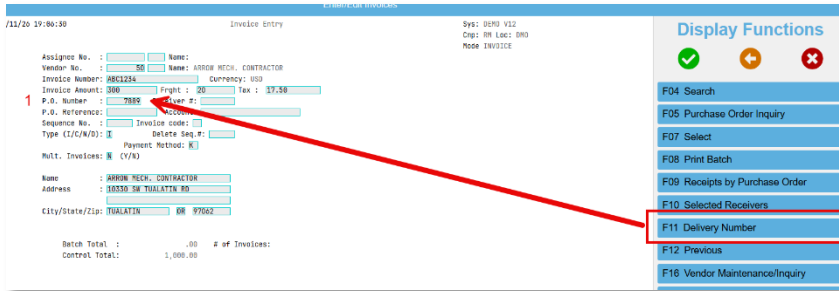 Enter/Edit Invoices
/11/26 19:06:30 Invoice Entry Sys: DEMO V12
Cnp: RM Loc: DMO
Mode INVOICE
Assignee No. : Name:
Vendor No. : 50 Name: ARROW MECH. CONTRACTOR
Invoice Number: ABC1234 Currency: USD
Invoice Amount: 300 Frght : 20 Tax : 17.50
1 P.O. Number : 7889 Receiver #:
P.O. Reference: Accoun
Sequence No. : Invoice code:
Type (I/C/N/D): I Delete Seq.#:
Payment Method: K
Mult. Invoices: N (Y/N)
Name : ARROW MECH. CONTRACTOR
Address : 10330 SW TUALATIN RD
City/State/Zip: TUALATIN OR 97062
Batch Total : .00 # of Invoices:
Control Total: 1,000.00
Display Functions
F04 Search
F05 Purchase Order Inquiry
F07 Select
F08 Print Batch
F09 Receipts by Purchase Order
F10 Selected Receivers
F11 Delivery Number
F12 Previous
F16 Vendor Maintenance/Inquiry